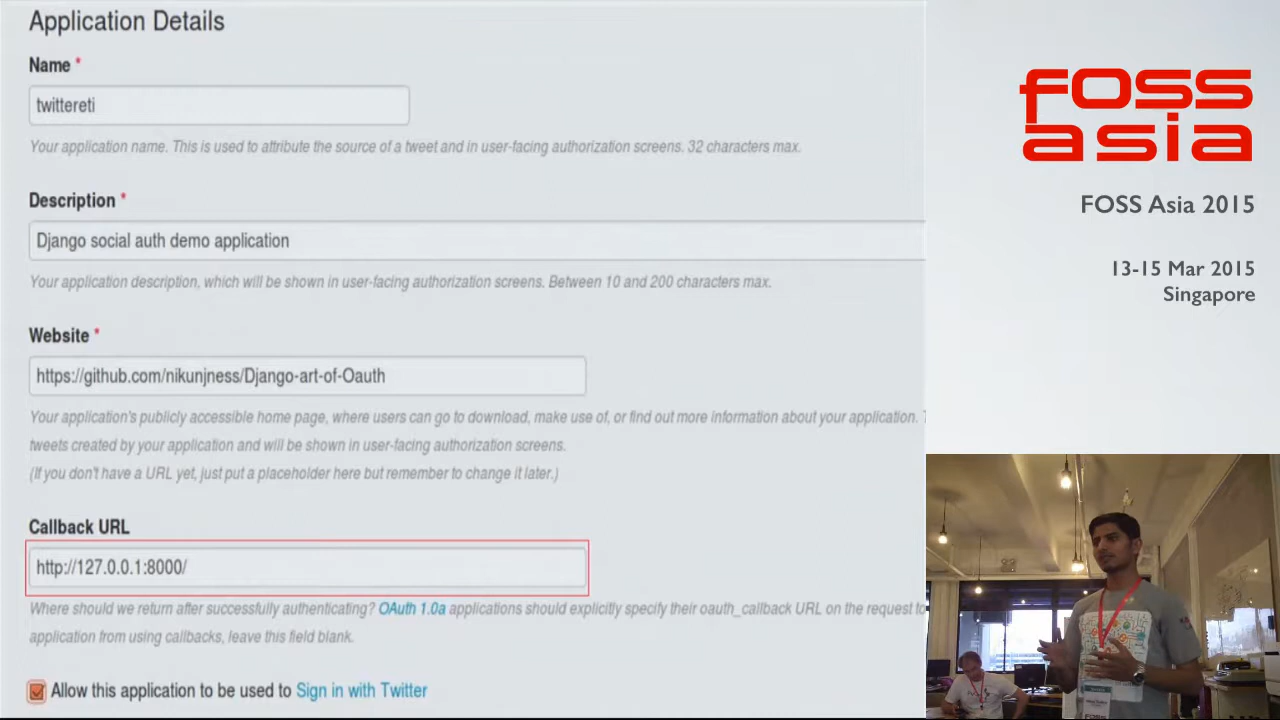 Application Details
Name *
twittereti
Your application name. This is used to attribute the source of a tweet and in user-facing authorization screens. 32 characters max.
Description *
Django social auth demo application
Your application description, which will be shown in user-facing authorization screens. Between 10 and 200 characters max.
Website *
https://github.com/nikunjness/Django-art-of-Oauth
Your application's publicly accessible home page, where users can go to download, make use of, or find out more information about your application.
tweets created by your application and will be shown in user-facing authorization screens.
(If you don't have a URL yet, just put a placeholder here but remember to change it later.)
Callback URL
http://127.0.0.1:8000/
Where should we return after successfully authenticating? OAuth 1.0a applications should explicitly specify their oauth_callback URL on the request to
application from using callbacks, leave this field blank.
Allow this application to be used to Sign in with Twitter
foss
asia
FOSS Asia 2015
13-15 Mar 2015
Singapore